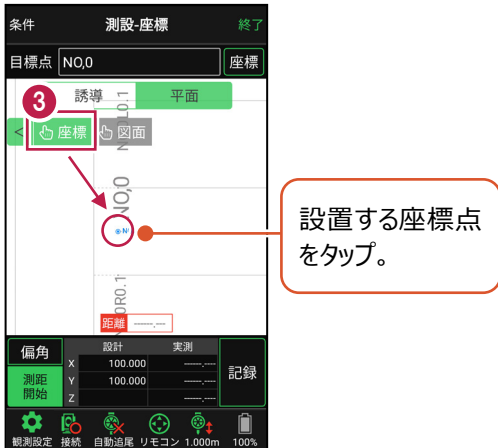 条件 測設-座標 終了
目標点 NO,0 座標
誘導 平面
3
< 座標 図面
NO,0
距離 -----.---
設置する座標点
をタップ。
偏角 設計 実測
X 100.000 -----.---
測距
開始
Y 100.000 -----.---
Z -----.---
記録
観測設定 接続 自動追尾 リモコン 1.000m 100%